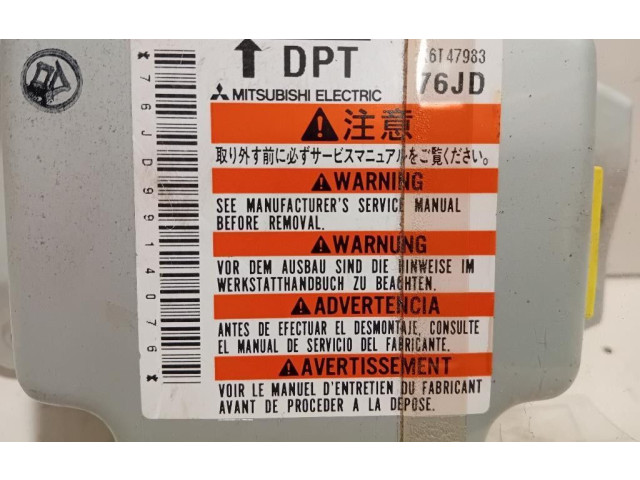 DPT
K6T47983
76JD
MITSUBISHI ELECTRIC
*76JD9914076*
注意
取り外す前に必ずサービスマニュアルをご覧ください。
WARNING
SEE MANUFACTURER'S SERVICE MANUAL
BEFORE REMOVAL.
WARNUNG
VOR DEM AUSBAU SIND DIE HINWEISE IM
WERKSTATTHANDBUCH ZU BEACHTEN.
ADVERTENCIA
ANTES DE EFECTUAR EL DESMONTAJE, CONSULTE
EL MANUAL DE SERVICIO DEL FABRICANTE.
AVERTISSEMENT
VOIR LE MANUEL D'ENTRETIEN DU FABRICANT
AVANT DE PROCEDER A LA DEPOSE.